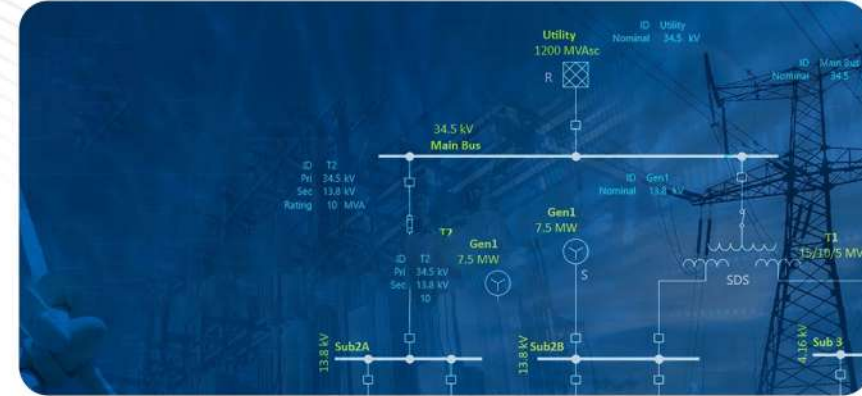 Utility
1200 MVAsc
R
ID Utility
Nominal 34.5 kV
ID Main Bus
Nominal 34.5
34.5 kV
Main Bus
ID T2
Pri 34.5 kV
Sec 13.8 kV
Rating 10 MVA
ID Gen1
Nominal 13.8 kV
T2
Gen1
7.5 MW
Gen1
7.5 MW
S
ID T2
Pri 34.5 kV
Sec 13.8 kV
10
T1
15/10/5 MV
SDS
13.8 kV
Sub2A
13.8 kV
Sub2B
4.16 kV
Sub 3